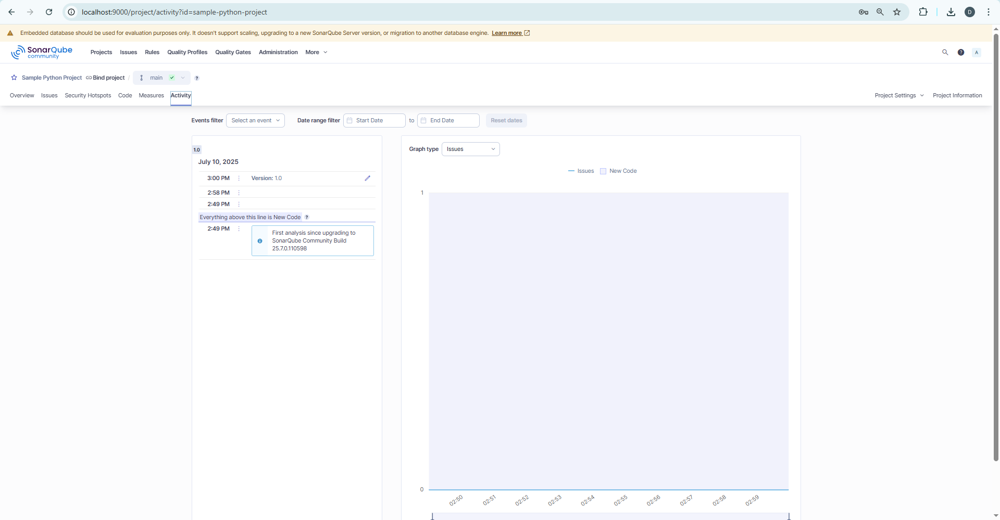 localhost:9000/project/activity?id=sample-python-project
D
Embedded database should be used for evaluation purposes only. It doesn't support scaling, upgrading to a new SonarQube Server version, or migration to another database engine. Learn more
SonarQube community
Projects Issues Rules Quality Profiles Quality Gates Administration More
? A
Sample Python Project Bind project / main ?
Overview Issues Security Hotspots Code Measures Activity
Project Settings Project Information
Events filter Select an event Date range filter Start Date to End Date Reset dates
1.0
July 10, 2025
3:00 PM Version: 1.0
2:58 PM
2:49 PM
Everything above this line is New Code ?
2:49 PM
First analysis since upgrading to
SonarQube Community Build
25.7.0.110598
Graph type Issues
Issues New Code
1
0
02:50 02:51 02:52 02:53 02:54 02:55 02:56 02:57 02:58 02:59